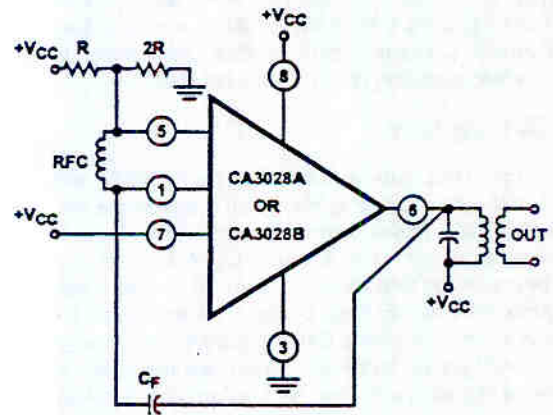 +VCC
+VCC R 2R
8
5
RFC
CA3028A
1
OR
6
CA3028B
OUT
+VCC
7
+VCC
3
CF